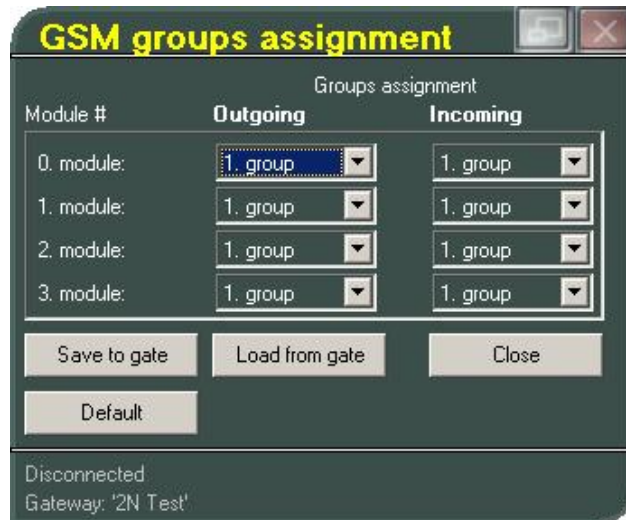 GSM groups assignment
Groups assignment
Module # Outgoing Incoming
0. module: 1. group 1. group
1. module: 1. group 1. group
2. module: 1. group 1. group
3. module: 1. group 1. group
Save to gate Load from gate Close
Default
Disconnected
Gateway: '2N Test'